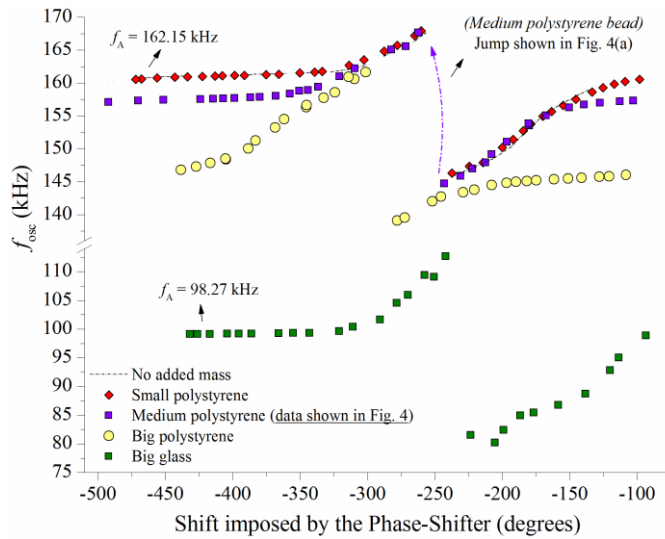 170
165
160
155
150
145
140
110
105
100
95
90
85
80
75
f_osc (kHz)
f_A = 162.15 kHz
(Medium polystyrene bead)
Jump shown in Fig. 4(a)
f_A = 98.27 kHz
No added mass
Small polystyrene
Medium polystyrene (data shown in Fig. 4)
Big polystyrene
Big glass
-500 -450 -400 -350 -300 -250 -200 -150 -100
Shift imposed by the Phase-Shifter (degrees)